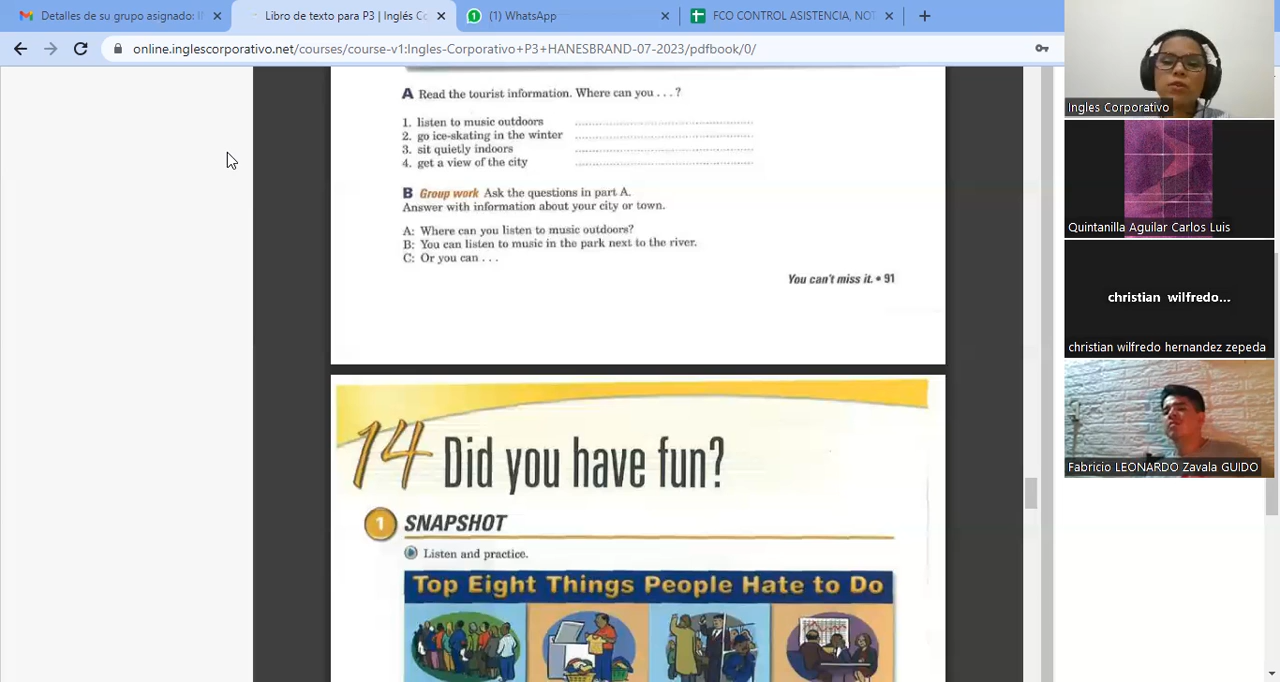 Detalles de su grupo asignado: I
Libro de texto para P3 | Inglés Co
(1) WhatsApp
FCO CONTROL ASISTENCIA, NOT
online.inglescorporativo.net/courses/course-v1:Ingles-Corporativo+P3+HANESBRAND-07-2023/pdfbook/0/
A Read the tourist information. Where can you . . . ?
1. listen to music outdoors
2. go ice-skating in the winter
3. sit quietly indoors
4. get a view of the city
B Group work Ask the questions in part A.
Answer with information about your city or town.
A: Where can you listen to music outdoors?
B: You can listen to music in the park next to the river.
C: Or you can . . .
You can't miss it. • 91
14 Did you have fun?
1 SNAPSHOT
Listen and practice.
Top Eight Things People Hate to Do
Ingles Corporativo
Quintanilla Aguilar Carlos Luis
christian wilfredo...
christian wilfredo hernandez zepeda
Fabricio LEONARDO Zavala GUIDO